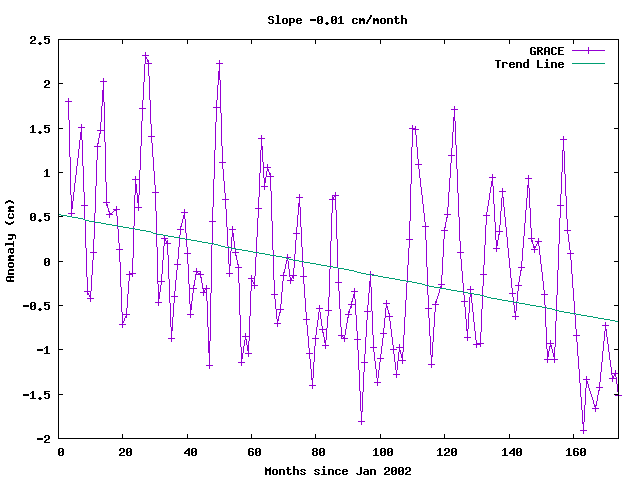 Slope -0.01 cm/month
GRACE
Trend Line
Anomaly (cm)
2.5
2
1.5
1
0.5
0
-0.5
-1
-1.5
-2
0 20 40 60 80 100 120 140 160
Months since Jan 2002